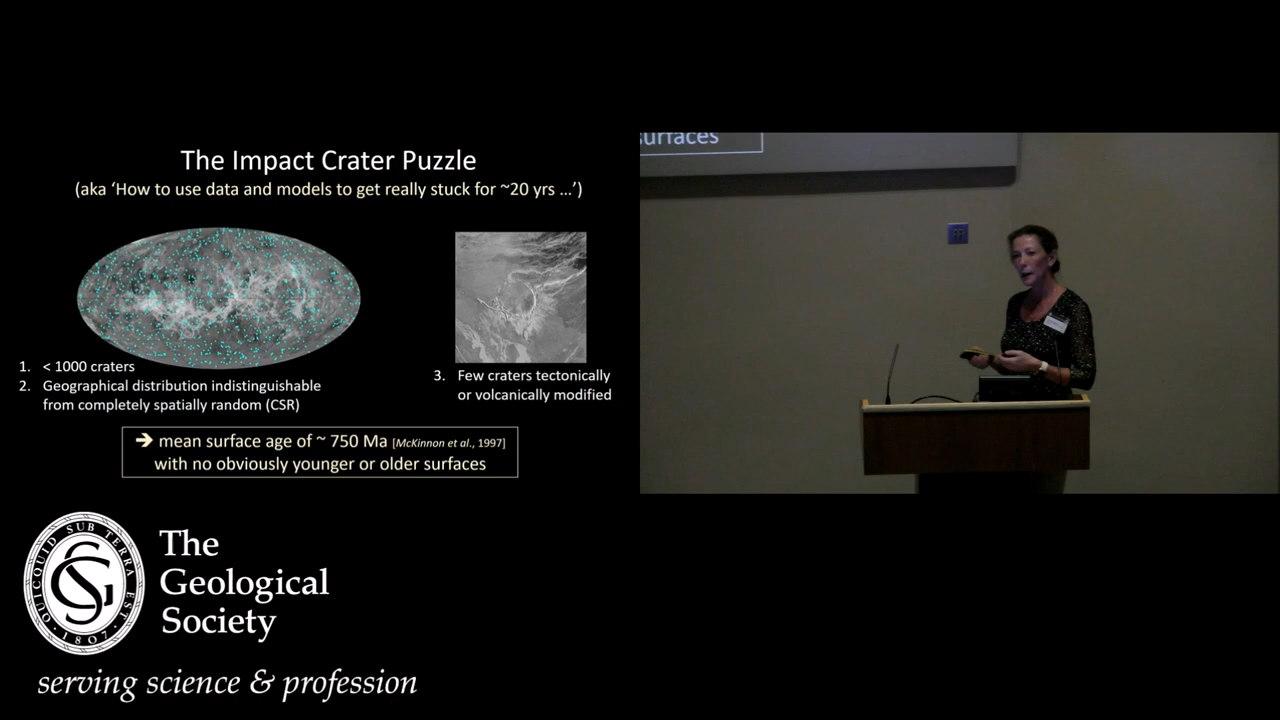 The Impact Crater Puzzle
(aka ‘How to use data and models to get really stuck for ~20 yrs …’)
1. < 1000 craters
2. Geographical distribution indistinguishable
from completely spatially random (CSR)
3. Few craters tectonically
or volcanically modified
➔ mean surface age of ~ 750 Ma [McKinnon et al., 1997]
with no obviously younger or older surfaces
surfaces
QUICQUID SUB TERRA EST
· 1807 ·
The
Geological
Society
serving science & profession